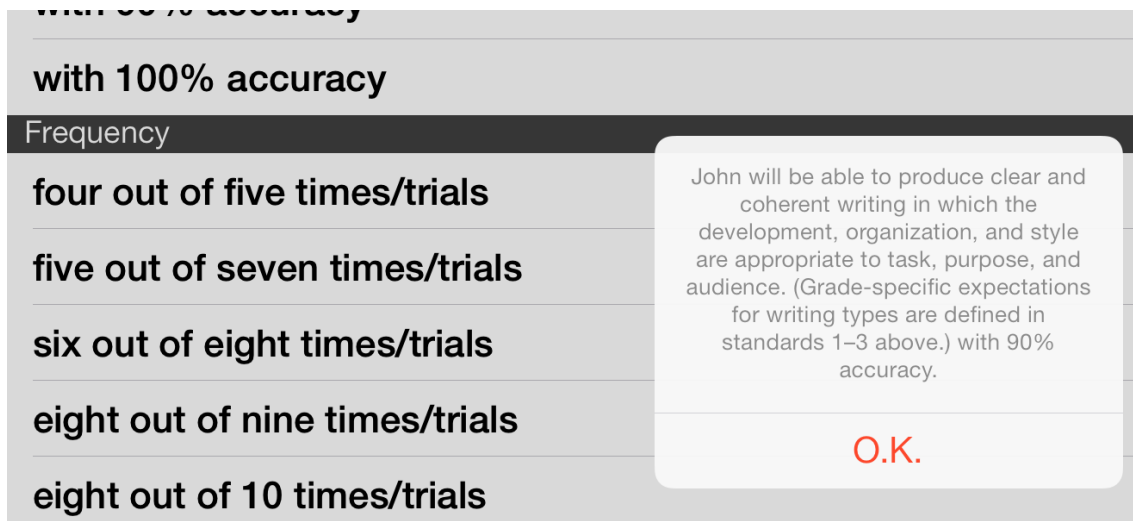 with 90% accuracy
with 100% accuracy
Frequency
four out of five times/trials
five out of seven times/trials
six out of eight times/trials
eight out of nine times/trials
eight out of 10 times/trials
John will be able to produce clear and
coherent writing in which the
development, organization, and style
are appropriate to task, purpose, and
audience. (Grade-specific expectations
for writing types are defined in
standards 1–3 above.) with 90%
accuracy.
O.K.